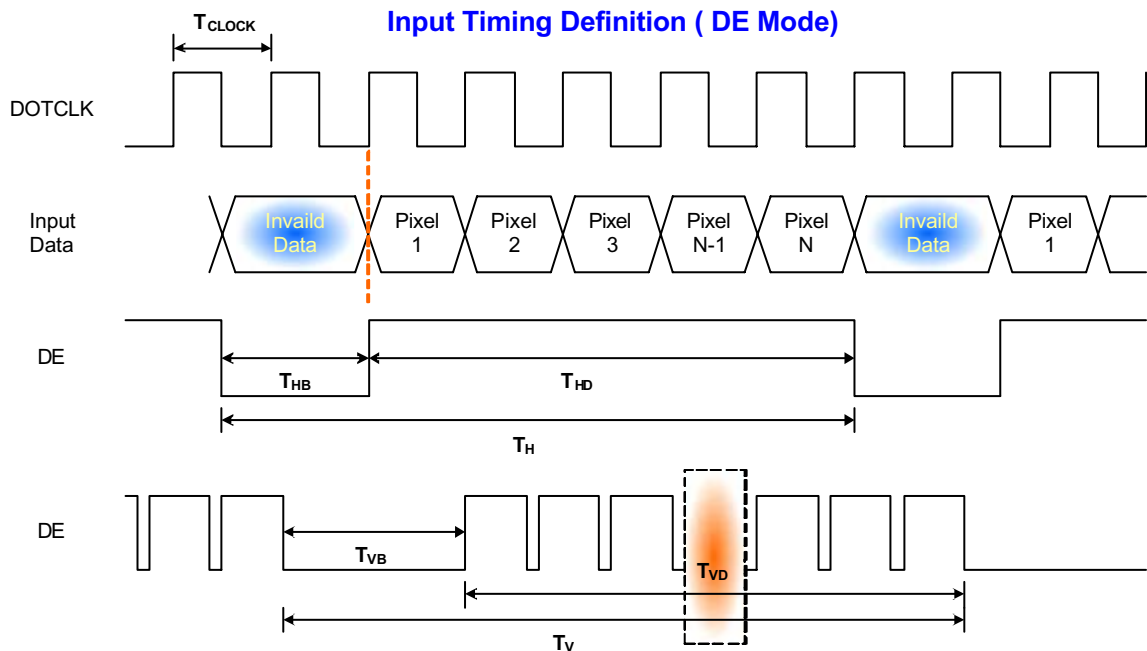 Input Timing Definition ( DE Mode)
TCLOCK
DOTCLK
Input
Data
Invaild
Data
Pixel
1
Pixel
2
Pixel
3
Pixel
N-1
Pixel
N
Invaild
Data
Pixel
1
DE
THB
THD
TH
DE
TVB
TVD
TV